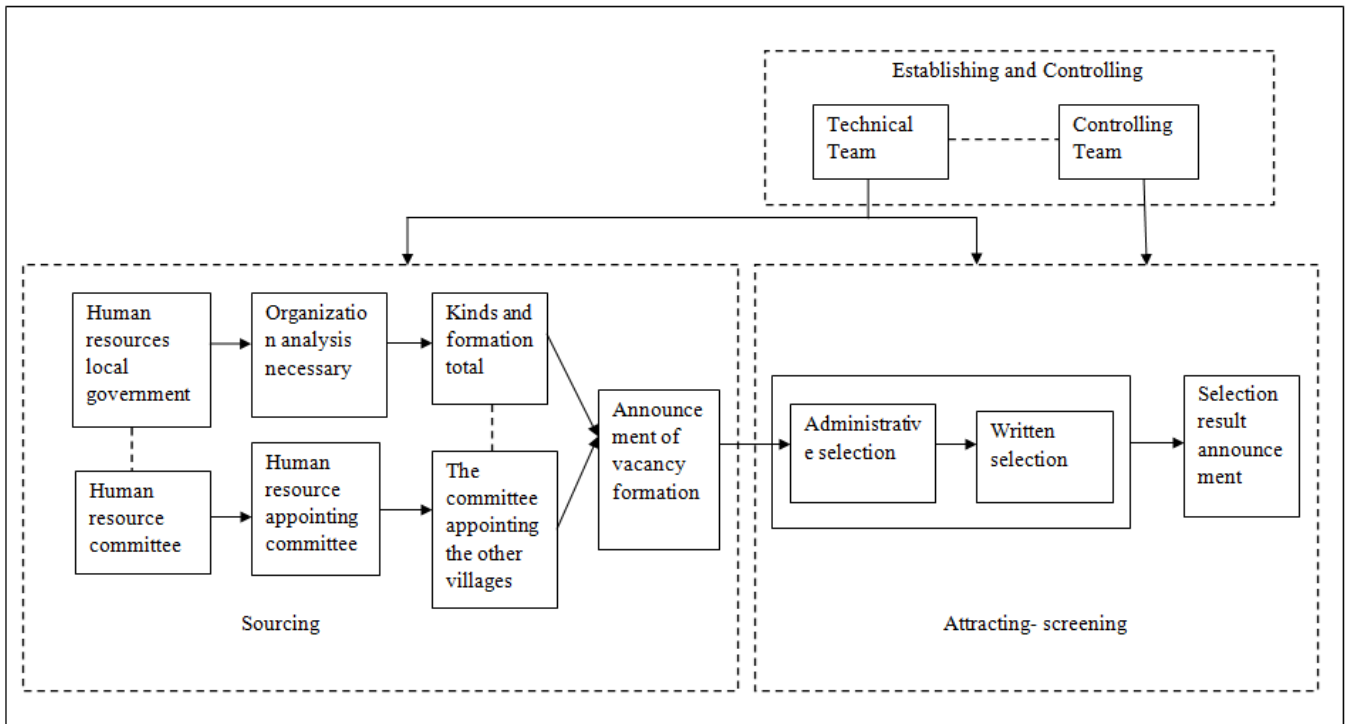 Establishing and Controlling
Technical
Team
Controlling
Team
Human
resources
local
government
Organizatio
n analysis
necessary
Kinds and
formation
total
Human
resource
committee
Human
resource
appointing
committee
The
committee
appointing
the other
villages
Announce
ment of
vacancy
formation
Sourcing
Administrativ
e selection
Written
selection
Selection
result
announce
ment
Attracting- screening